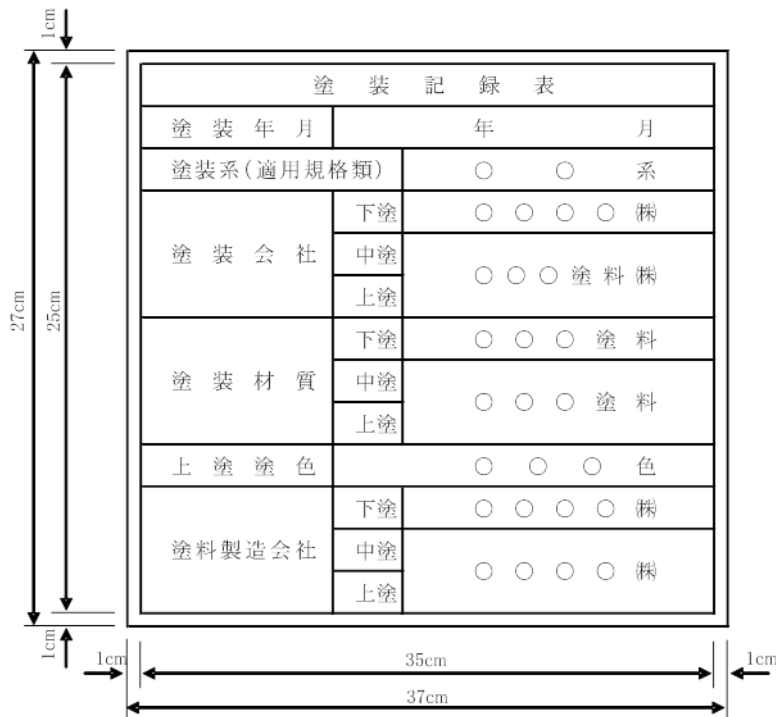 1cm
塗装記録表
塗装年月 年 月
塗装系(適用規格類) ○ ○ 系
塗装会社 下塗 ○○○○㈱
中塗 ○○○塗料㈱
上塗
塗装材質 下塗 ○○○塗料
中塗 ○○○塗料
上塗
上塗塗色 ○○○色
塗料製造会社 下塗 ○○○○㈱
中塗 ○○○○㈱
上塗
27cm
25cm
1cm
1cm 35cm 1cm
37cm